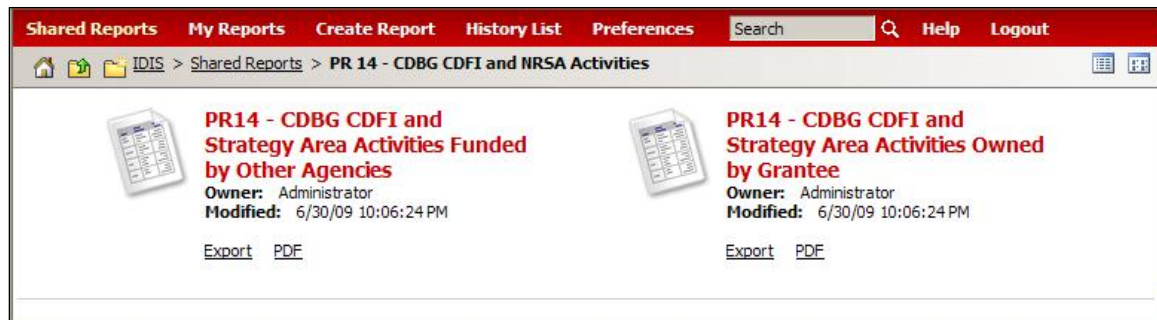 Shared Reports My Reports Create Report History List Preferences Search Help Logout
IDIS > Shared Reports > PR 14 - CDBG CDFI and NRSA Activities
PR14 - CDBG CDFI and
Strategy Area Activities Funded
by Other Agencies
Owner: Administrator
Modified: 6/30/09 10:06:24 PM
Export PDF
PR14 - CDBG CDFI and
Strategy Area Activities Owned
by Grantee
Owner: Administrator
Modified: 6/30/09 10:06:24 PM
Export PDF